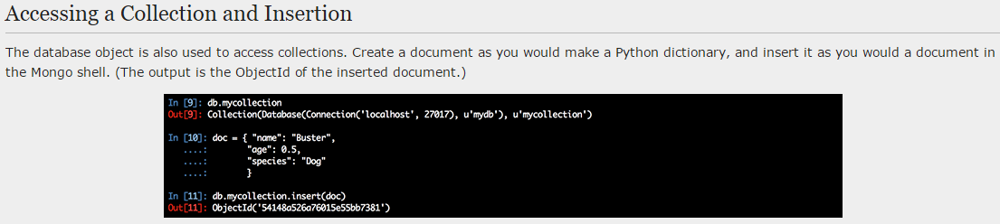 Accessing a Collection and Insertion
The database object is also used to access collections. Create a document as you would make a Python dictionary, and insert it as you would a document in
the Mongo shell. (The output is the ObjectId of the inserted document.)
In [9]: db.mycollection
Out[9]: Collection(Database(Connection('localhost', 27017), u'mydb'), u'mycollection')
In [10]: doc = { "name": "Buster",
....: "age": 0.5,
....: "species": "Dog"
....: }
In [11]: db.mycollection.insert(doc)
Out[11]: ObjectId('54148a526a76015e55bb7381')